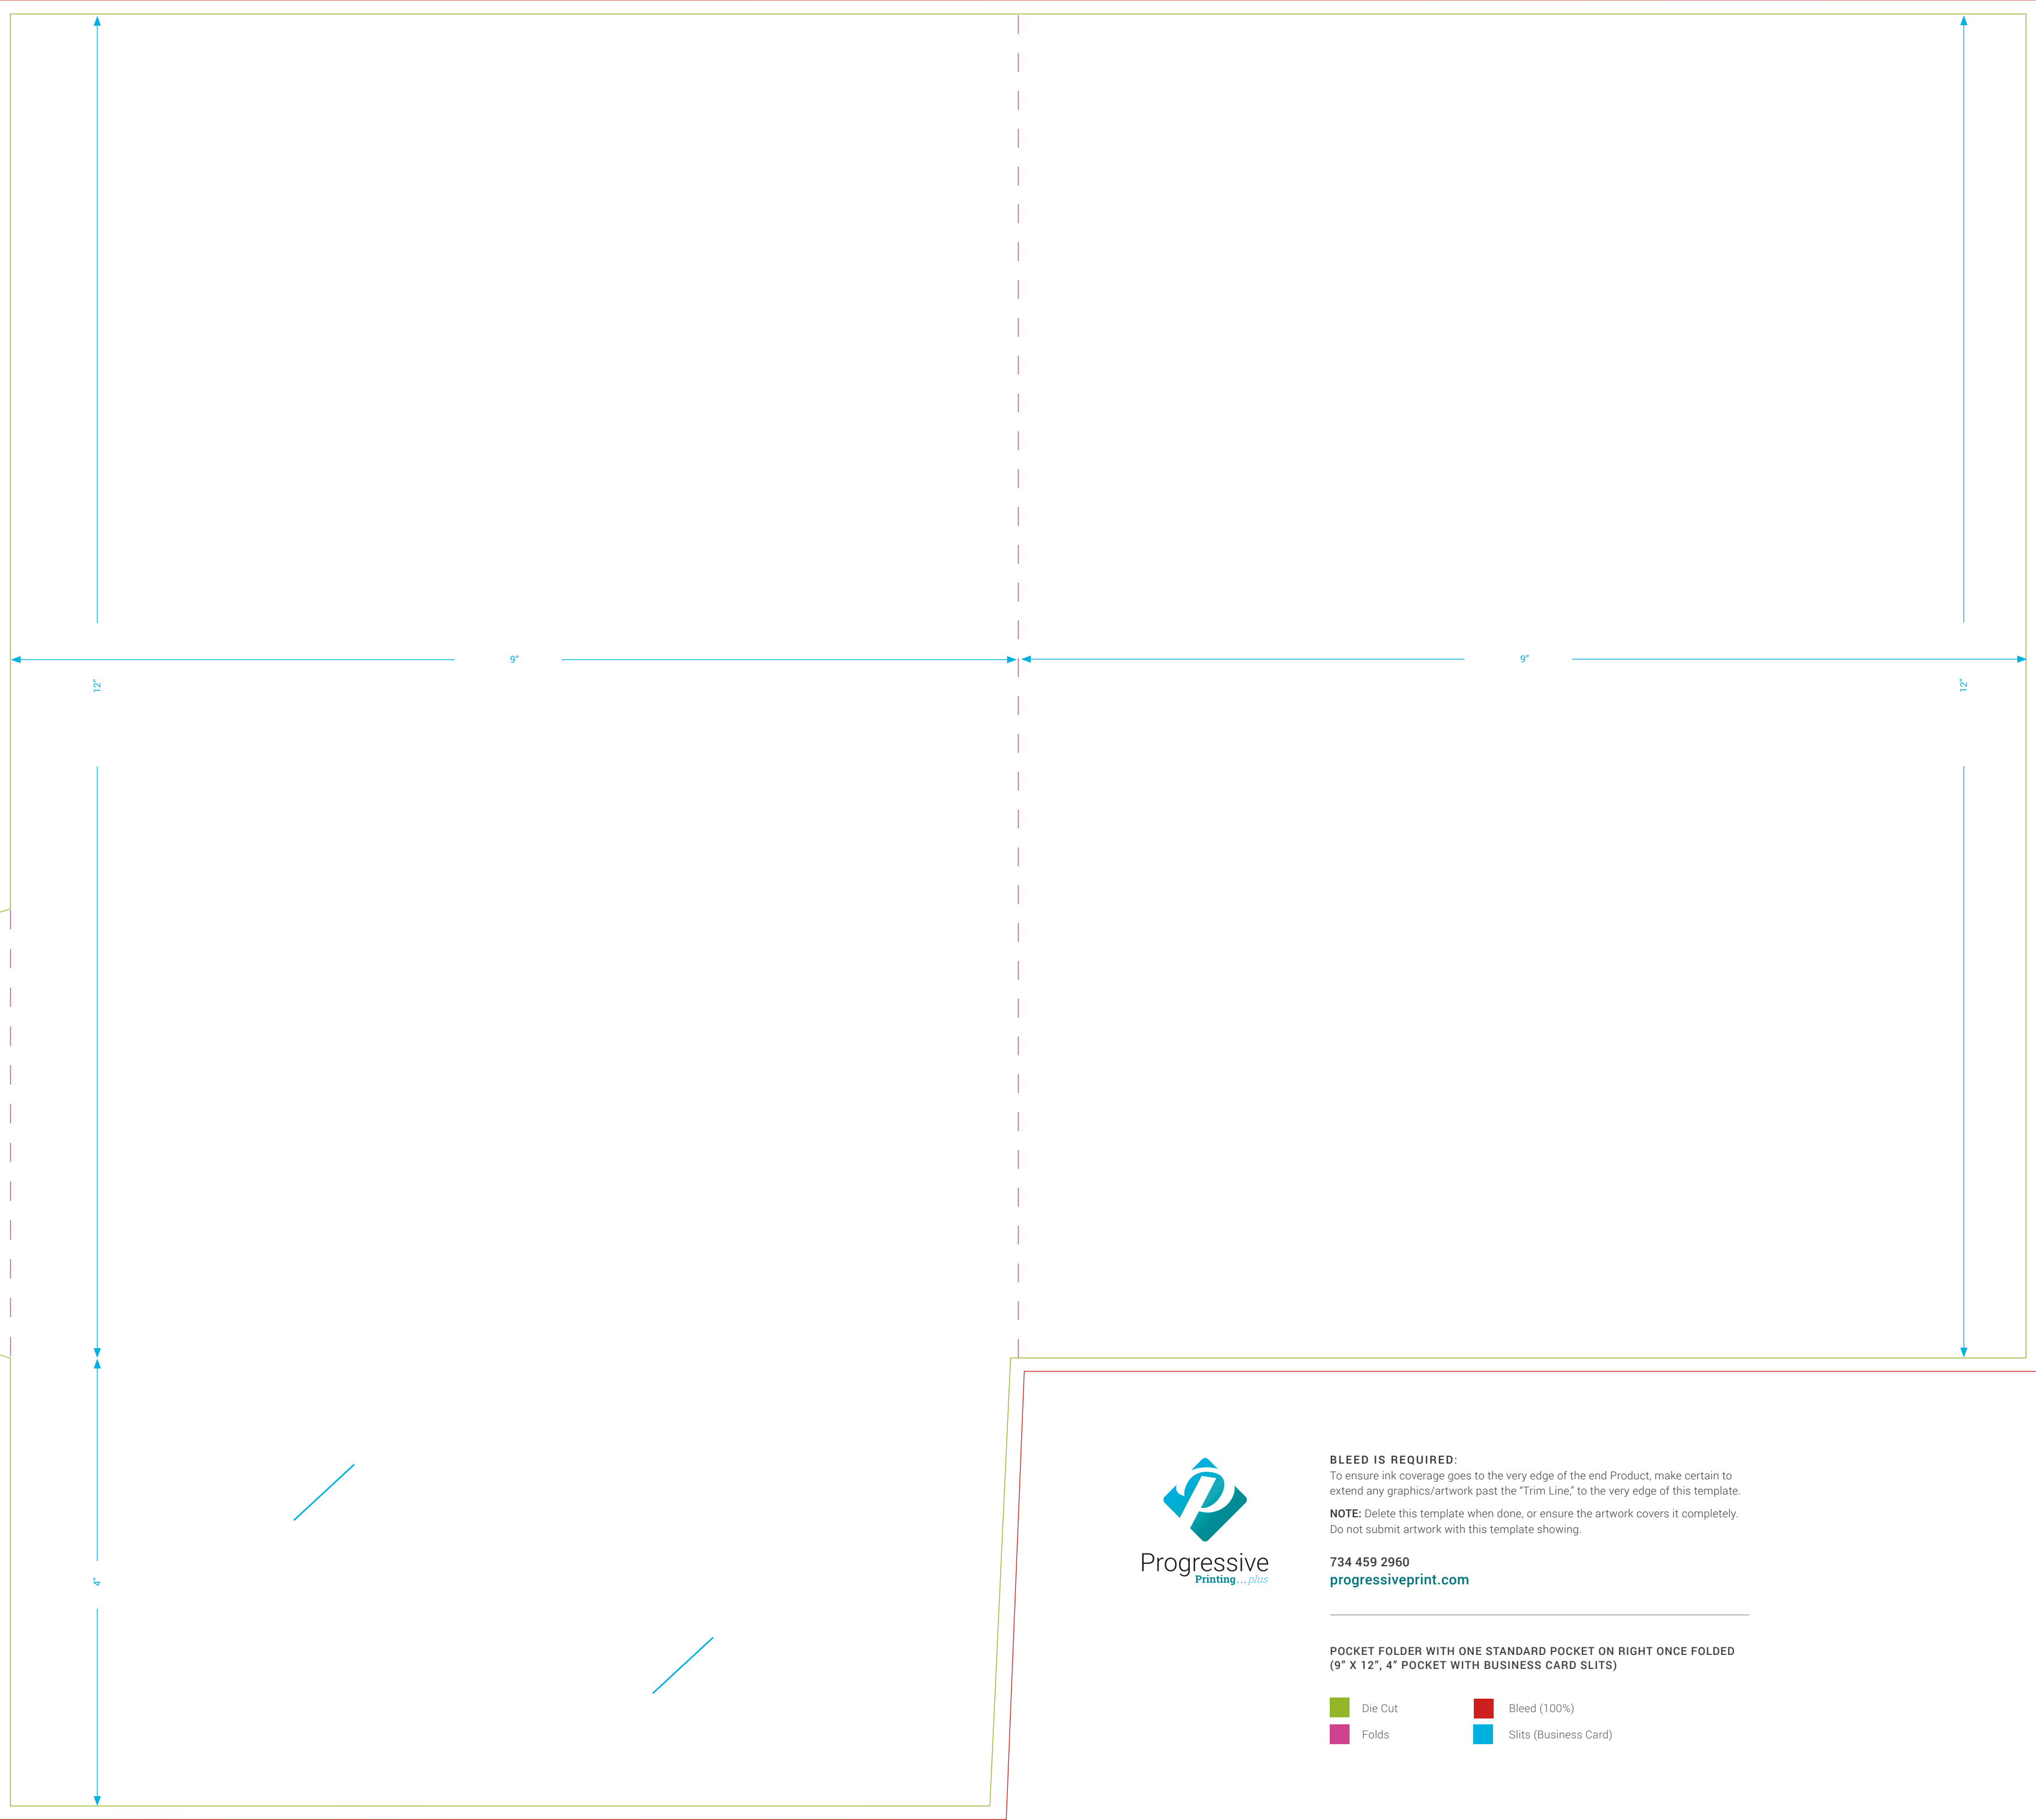 9”
9”
12”
12”
4”
BLEED IS REQUIRED:
To ensure ink coverage goes to the very edge of the end Product, make certain to
extend any graphics/artwork past the “Trim Line,” to the very edge of this template.
NOTE: Delete this template when done, or ensure the artwork covers it completely.
Do not submit artwork with this template showing.
Progressive
Printing...plus
734 459 2960
progressiveprint.com
POCKET FOLDER WITH ONE STANDARD POCKET ON RIGHT ONCE FOLDED
(9” X 12”, 4” POCKET WITH BUSINESS CARD SLITS)
Die Cut
Bleed (100%)
Folds
Slits (Business Card)